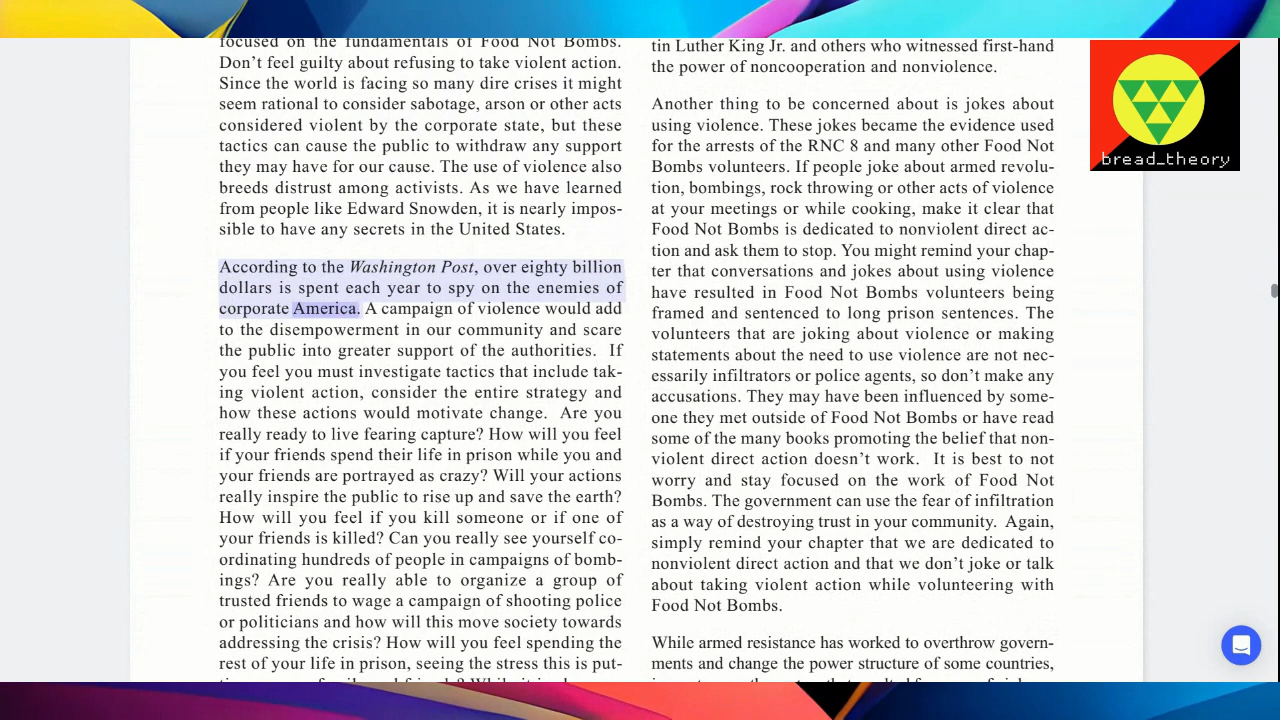 focused on the fundamentals of Food Not Bombs.
Don't feel guilty about refusing to take violent action.
Since the world is facing so many dire crises it might
seem rational to consider sabotage, arson or other acts
considered violent by the corporate state, but these
tactics can cause the public to withdraw any support
they may have for our cause. The use of violence also
breeds distrust among activists. As we have learned
from people like Edward Snowden, it is nearly impos-
sible to have any secrets in the United States.
According to the Washington Post, over eighty billion
dollars is spent each year to spy on the enemies of
corporate America. A campaign of violence would add
to the disempowerment in our community and scare
the public into greater support of the authorities. If
you feel you must investigate tactics that include tak-
ing violent action, consider the entire strategy and
how these actions would motivate change. Are you
really ready to live fearing capture? How will you feel
if your friends spend their life in prison while you and
your friends are portrayed as crazy? Will your actions
really inspire the public to rise up and save the earth?
How will you feel if you kill someone or if one of
your friends is killed? Can you really see yourself co-
ordinating hundreds of people in campaigns of bomb-
ings? Are you really able to organize a group of
trusted friends to wage a campaign of shooting police
or politicians and how will this move society towards
addressing the crisis? How will you feel spending the
rest of your life in prison, seeing the stress this is put-
tin Luther King Jr. and others who witnessed first-hand
the power of noncooperation and nonviolence.
Another thing to be concerned about is jokes about
using violence. These jokes became the evidence used
for the arrests of the RNC 8 and many other Food Not
Bombs volunteers. If people joke about armed revolu-
tion, bombings, rock throwing or other acts of violence
at your meetings or while cooking, make it clear that
Food Not Bombs is dedicated to nonviolent direct ac-
tion and ask them to stop. You might remind your chap-
ter that conversations and jokes about using violence
have resulted in Food Not Bombs volunteers being
framed and sentenced to long prison sentences. The
volunteers that are joking about violence or making
statements about the need to use violence are not nec-
essarily infiltrators or police agents, so don't make any
accusations. They may have been influenced by some-
one they met outside of Food Not Bombs or have read
some of the many books promoting the belief that non-
violent direct action doesn't work. It is best to not
worry and stay focused on the work of Food Not
Bombs. The government can use the fear of infiltration
as a way of destroying trust in your community. Again,
simply remind your chapter that we are dedicated to
nonviolent direct action and that we don't joke or talk
about taking violent action while volunteering with
Food Not Bombs.
While armed resistance has worked to overthrow govern-
ments and change the power structure of some countries,
bread_theory